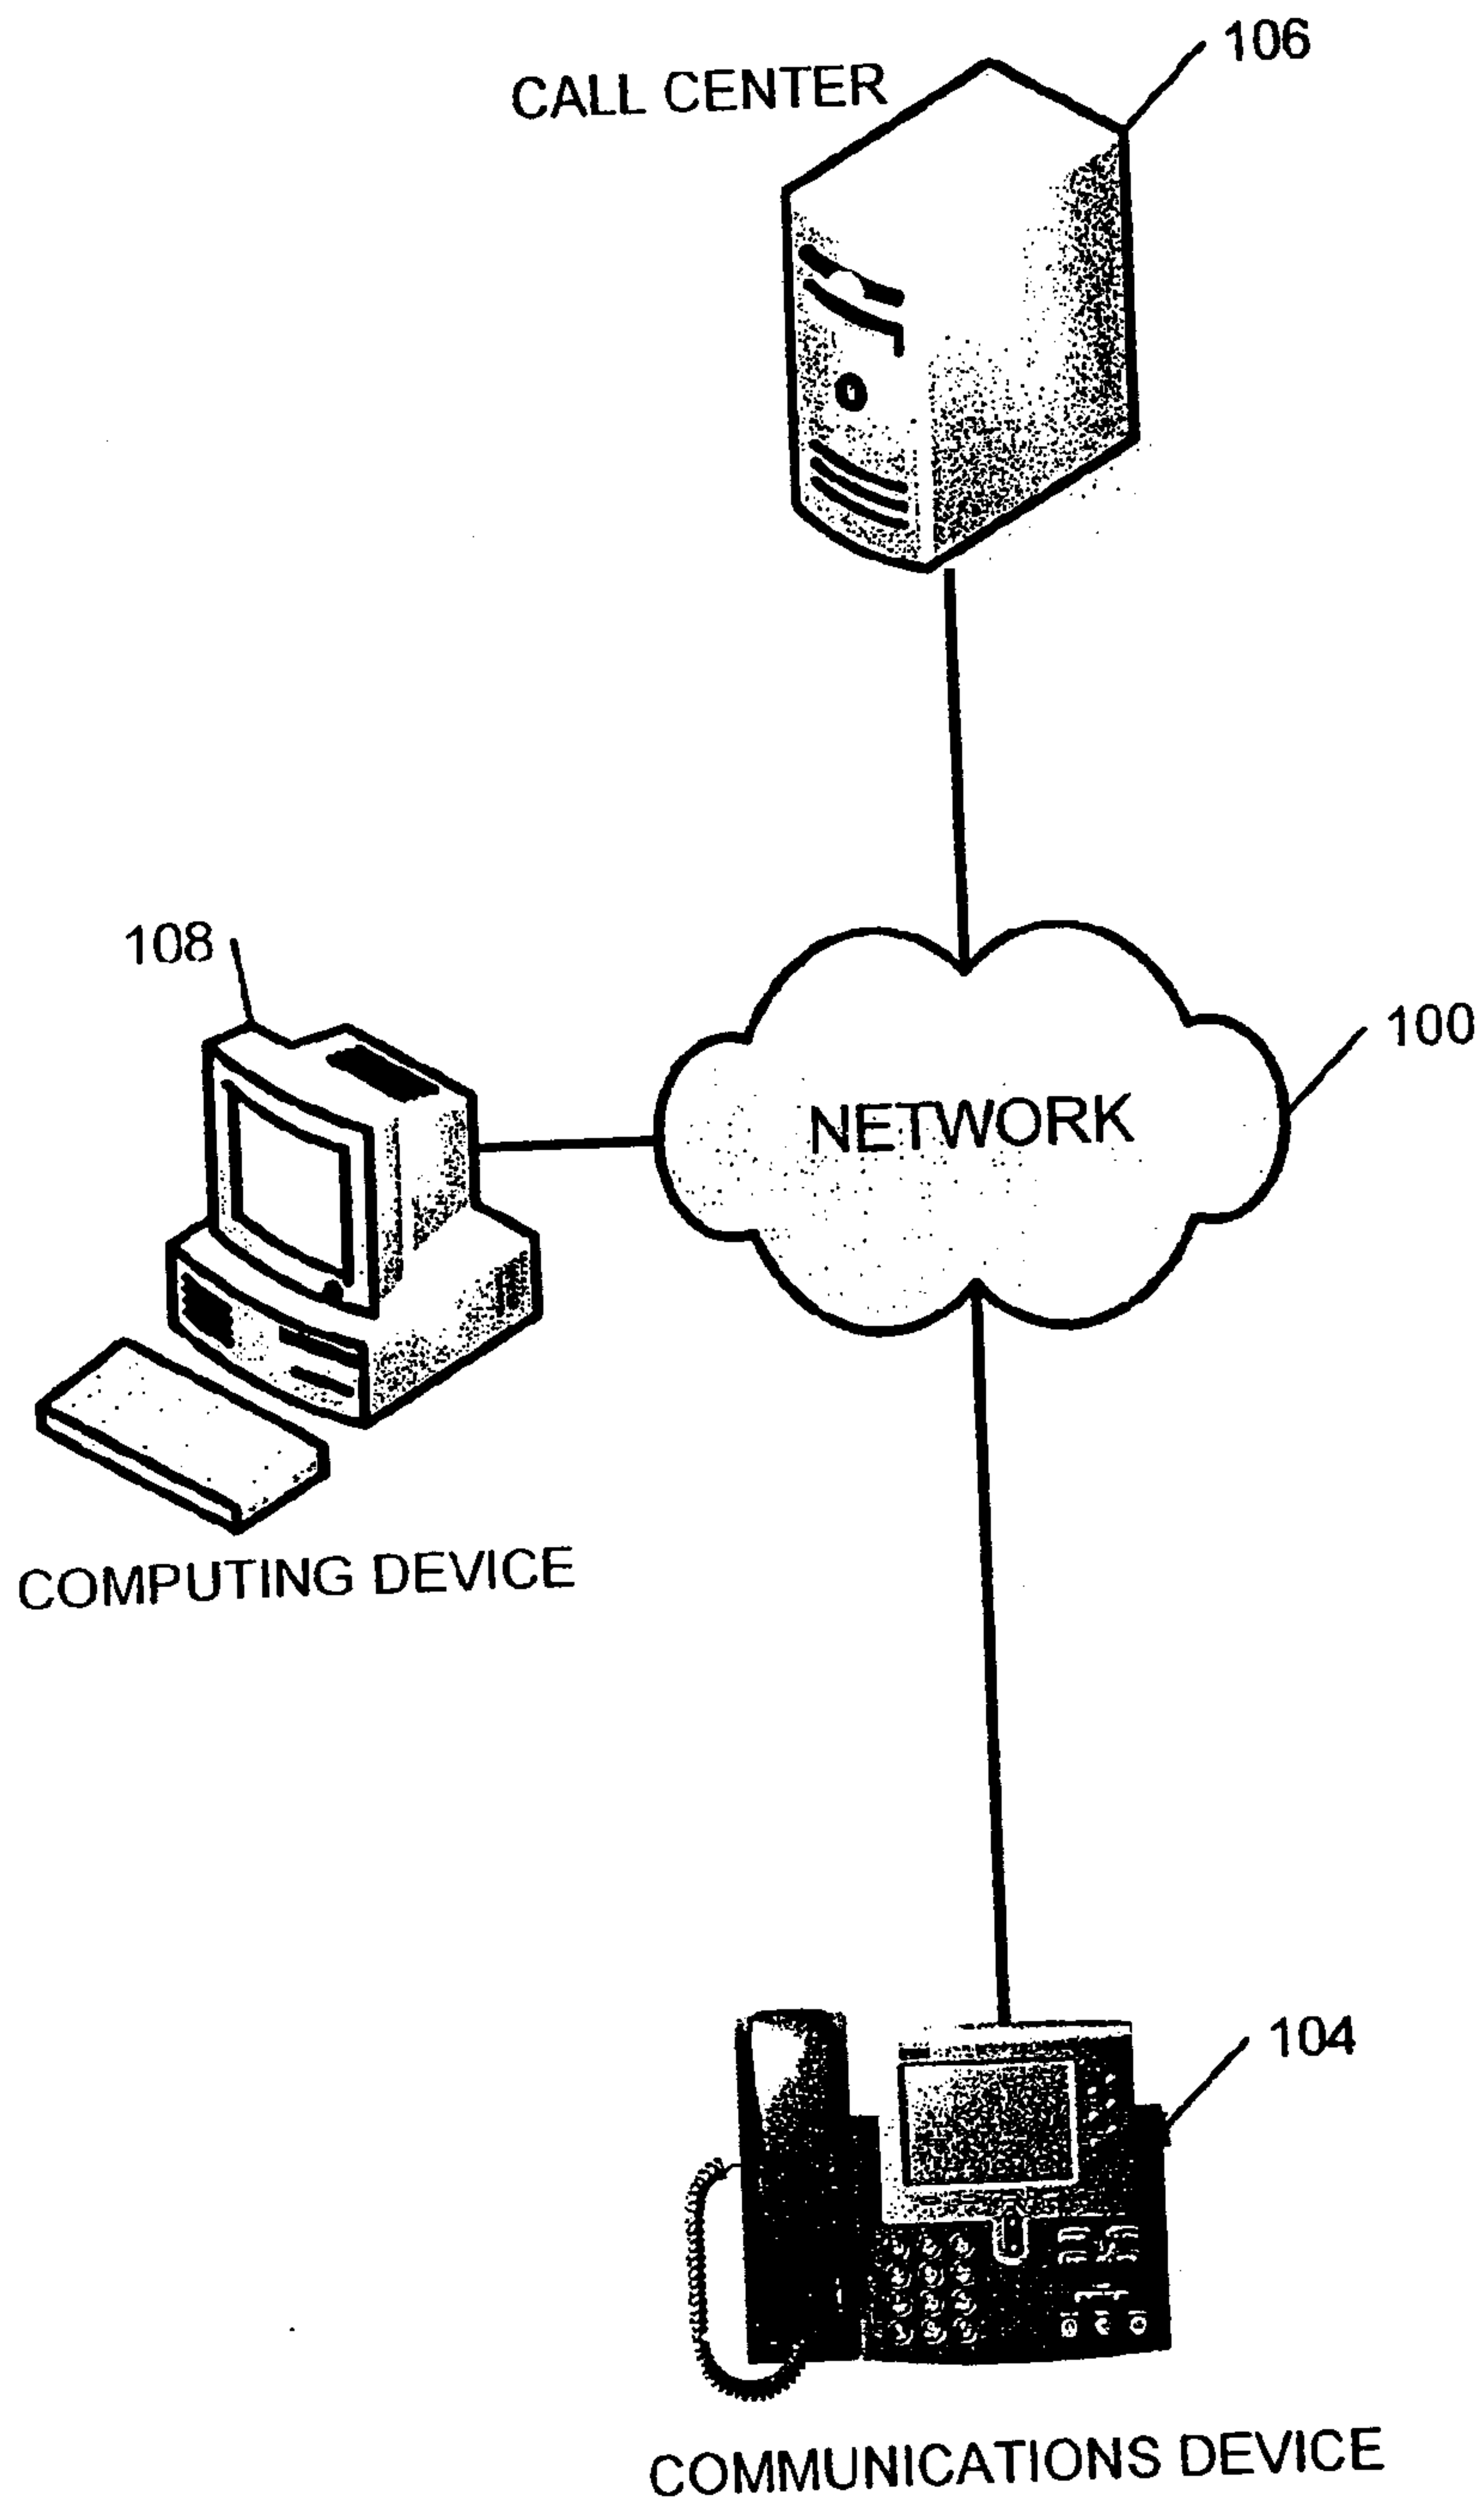 CALL CENTER
106
108
100
NETWORK
COMPUTING DEVICE
104
COMMUNICATIONS DEVICE